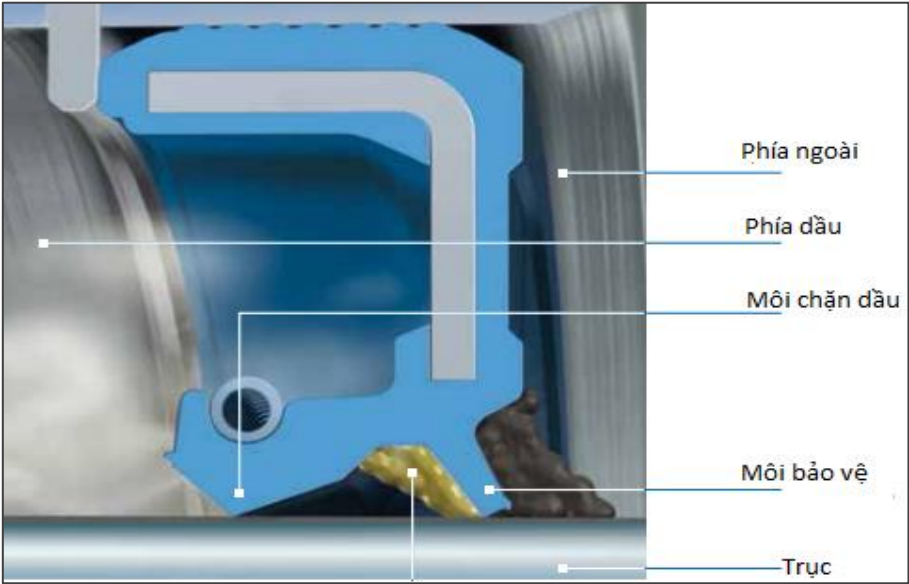 Phía ngoài
Phía dầu
Môi chặn dầu
Môi bảo vệ
Trục